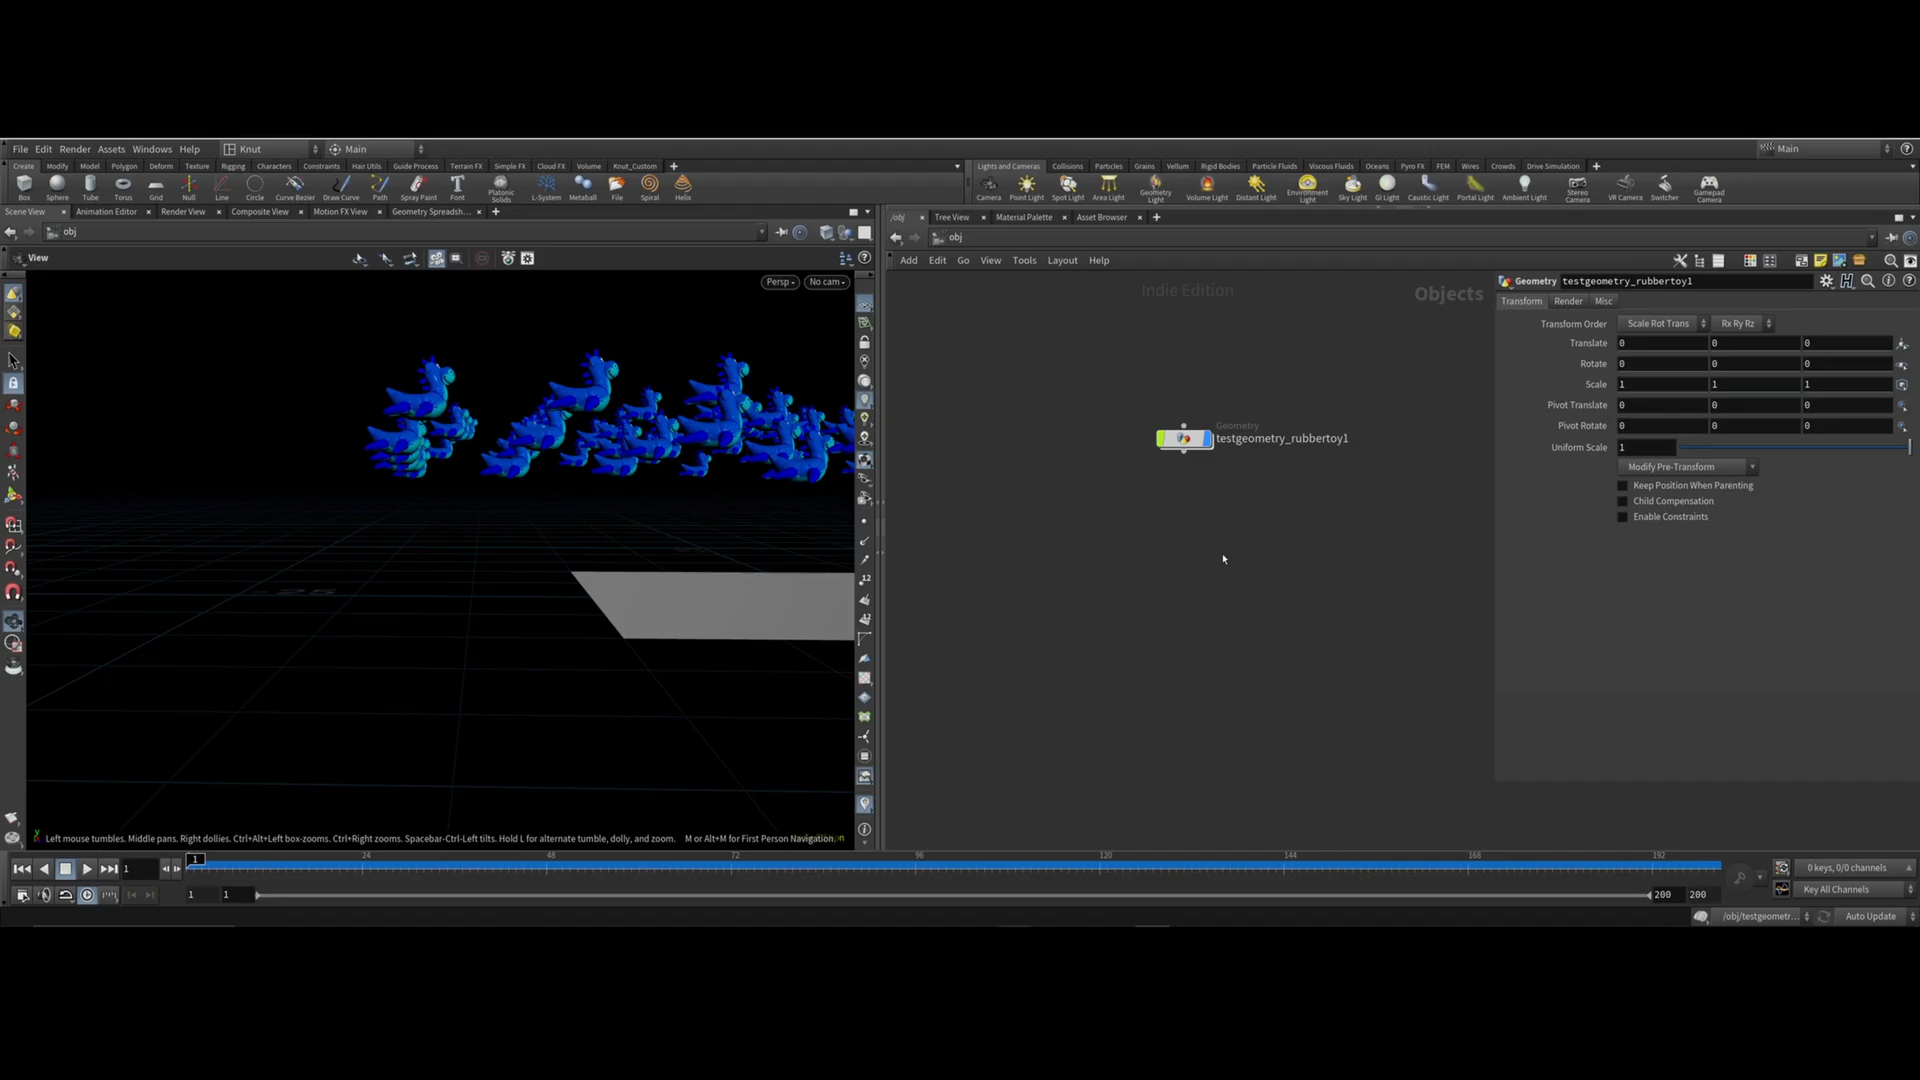 File Edit Render Assets Windows Help Knut Main Main
Create Modify Model Polygon Deform Texture Rigging Characters Constraints Hair Utils Guide Process Terrain FX Simple FX Cloud FX Volume Knut_Custom
Lights and Cameras Collisions Particles Grains Vellum Rigid Bodies Particle Fluids Viscous Fluids Oceans Pyro FX FEM Wires Crowds Drive Simulation
Box Sphere Tube Torus Grid Null Line Circle Curve Bezier Draw Curve Path Spray Paint Font Platonic Solids L-System Metaball File Spiral Helix
Camera Point Light Spot Light Area Light Geometry Light Volume Light Distant Light Environment Light Sky Light GI Light Caustic Light Portal Light Ambient Light Stereo Camera VR Camera Switcher Gamepad Camera
Scene View Animation Editor Render View Composite View Motion FX View Geometry Spreadsh...
/obj Tree View Material Palette Asset Browser
obj
obj
View
Add Edit Go View Tools Layout Help
Persp No cam
Indie Edition
Objects
Geometry
testgeometry_rubbertoy1
Geometry testgeometry_rubbertoy1
Transform Render Misc
Transform Order Scale Rot Trans Rx Ry Rz
Translate 0 0 0
Rotate 0 0 0
Scale 1 1 1
Pivot Translate 0 0 0
Pivot Rotate 0 0 0
Uniform Scale 1
Modify Pre-Transform
Keep Position When Parenting
Child Compensation
Enable Constraints
Left mouse tumbles. Middle pans. Right dollies. Ctrl+Alt+Left box-zooms. Ctrl+Right zooms. Spacebar-Ctrl-Left tilts. Hold L for alternate tumble, dolly, and zoom. M or Alt+M for First Person Navigation.
1 1 24 48 72 96 120 144 168 192
0 keys, 0/0 channels
1 1 200 200
Key All Channels
/obj/testgeometr... Auto Update